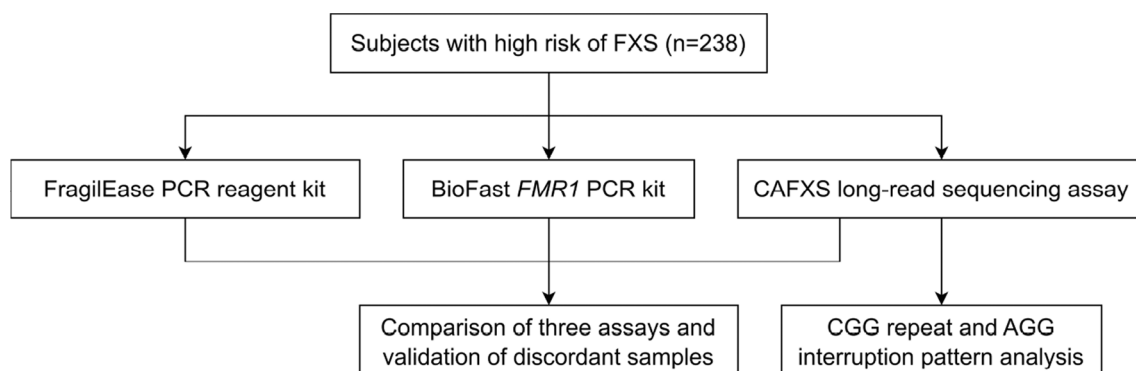 Subjects with high risk of FXS (n=238)
FragilEase PCR reagent kit
BioFast FMR1 PCR kit
CAFXS long-read sequencing assay
Comparison of three assays and
validation of discordant samples
CGG repeat and AGG
interruption pattern analysis